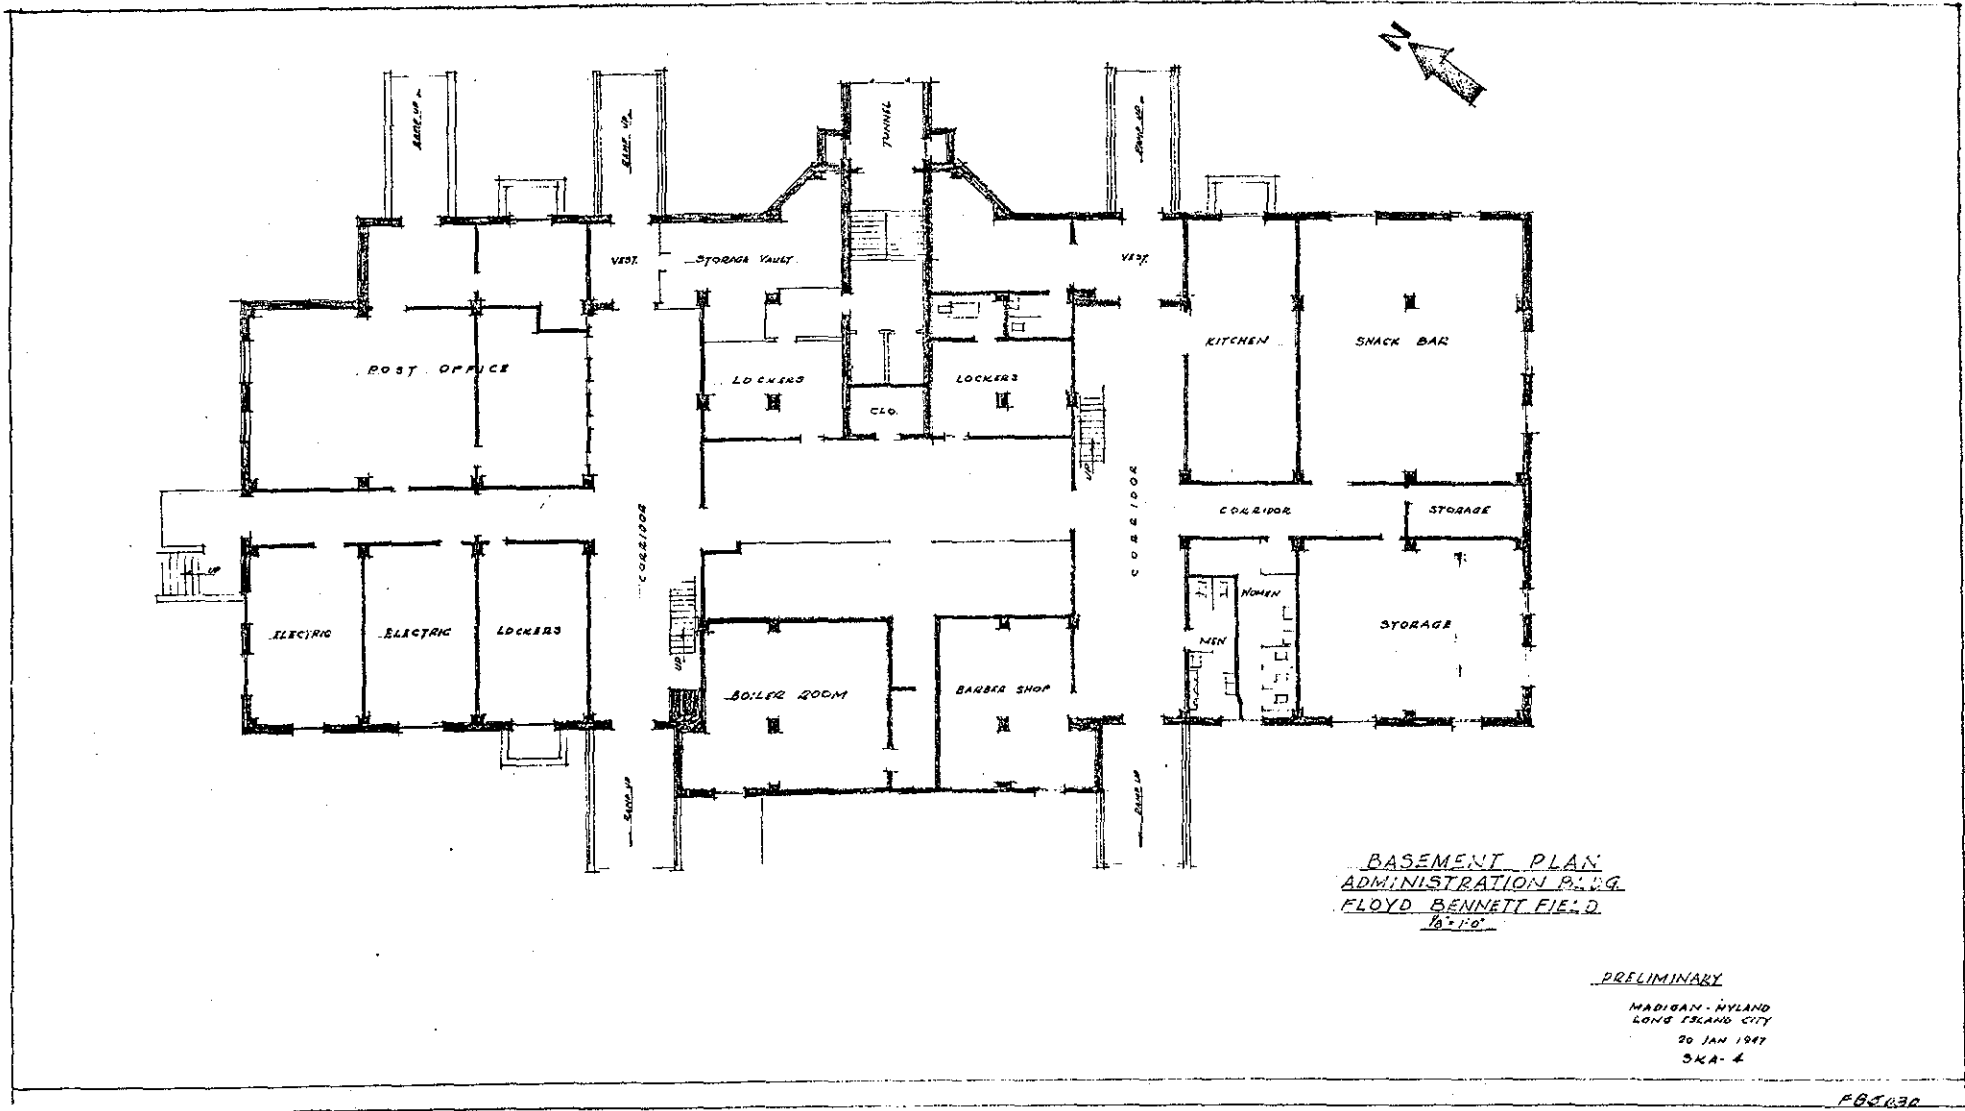 N
RAMP UP
RAMP UP
TUNNEL
RAMP UP
VEST.
STORAGE VAULT
VEST.
POST OFFICE
LOCKERS
CLO.
LOCKERS
KITCHEN
SNACK BAR
UP
CORRIDOR
CORRIDOR
CORRIDOR
STORAGE
UP
ELECTRIC
ELECTRIC
LOCKERS
UP
BOILER ROOM
BARBER SHOP
MEN
WOMEN
STORAGE
RAMP UP
RAMP UP
BASEMENT PLAN
ADMINISTRATION BLDG.
FLOYD BENNETT FIELD
1/8"=1'-0"
PRELIMINARY
MADIGAN-HYLAND
LONG ISLAND CITY
20 JAN 1947
SKA-4